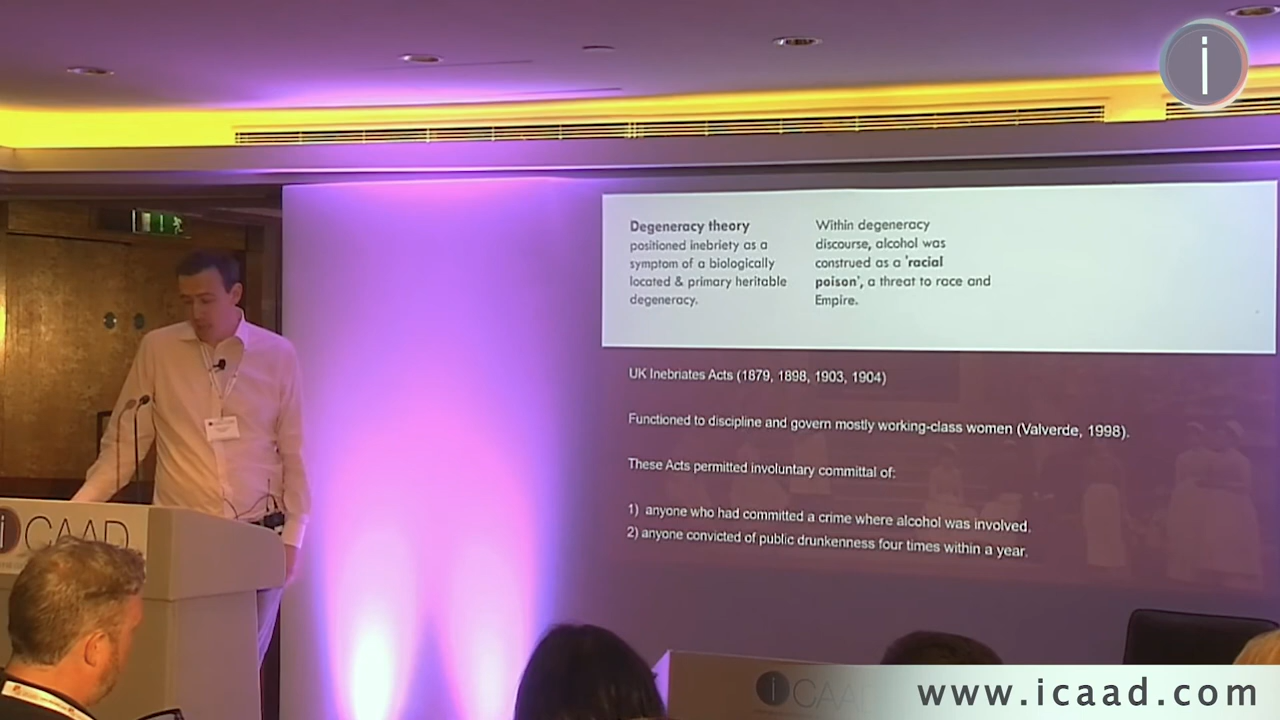 i
Degeneracy theory
positioned inebriety as a
symptom of a biologically
located & primary heritable
degeneracy.
Within degeneracy
discourse, alcohol was
construed as a 'racial
poison', a threat to race and
Empire.
UK Inebriates Acts (1879, 1898, 1903, 1904)
Functioned to discipline and govern mostly working-class women (Valverde, 1998).
These Acts permitted involuntary committal of:
1) anyone who had committed a crime where alcohol was involved.
2) anyone convicted of public drunkenness four times within a year.
iCAAD
iCAAD
www.icaad.com